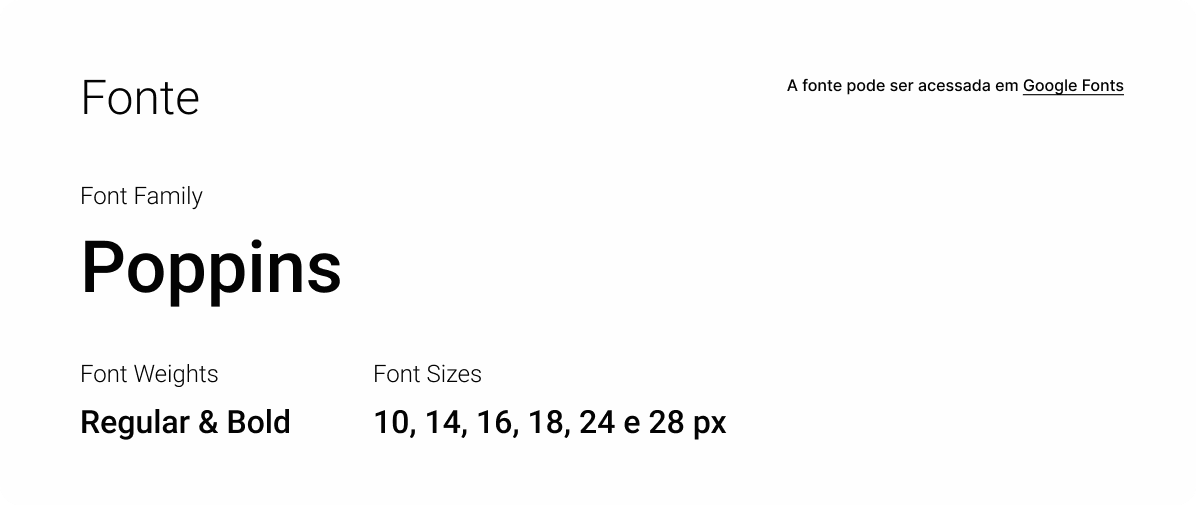 Fonte
A fonte pode ser acessada em Google Fonts
Font Family
Poppins
Font Weights
Font Sizes
Regular & Bold
10, 14, 16, 18, 24 e 28 px